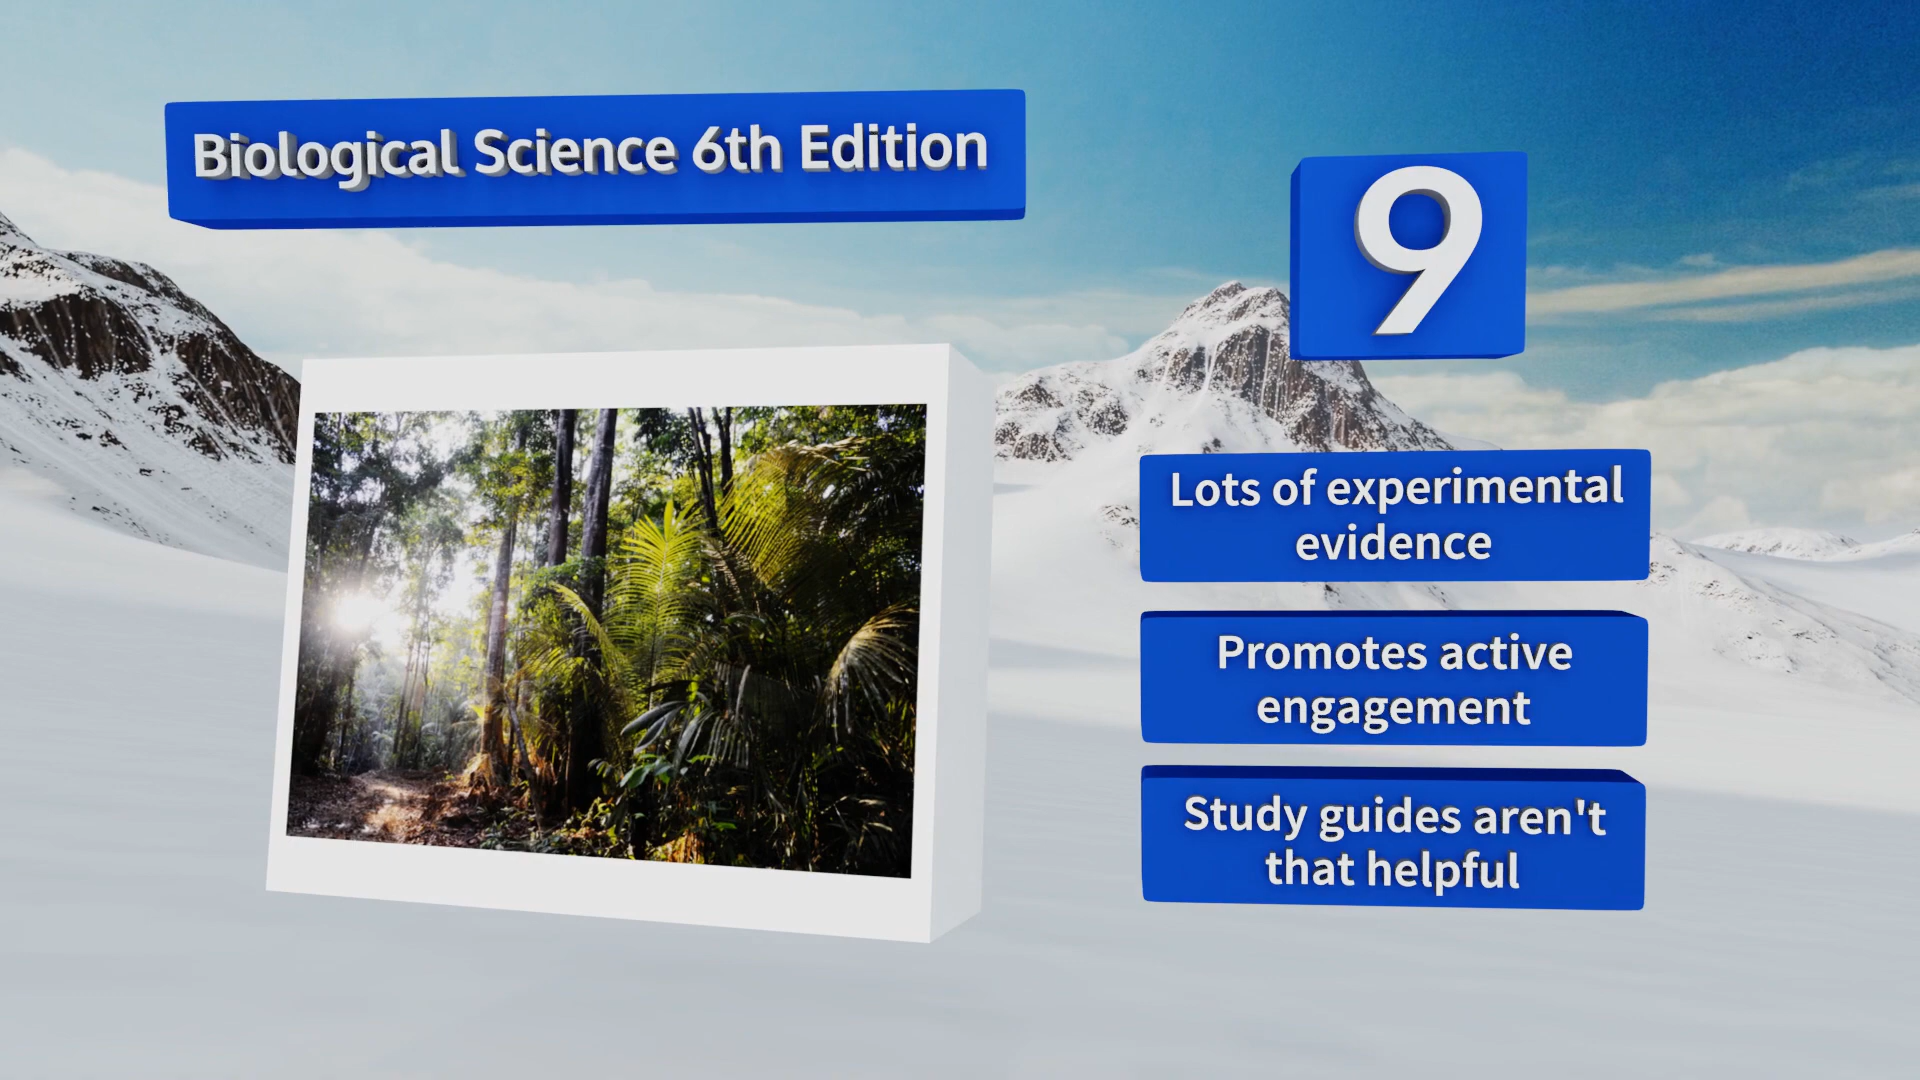 Biological Science 6th Edition
9
Lots of experimental
evidence
Promotes active
engagement
Study guides aren't
that helpful